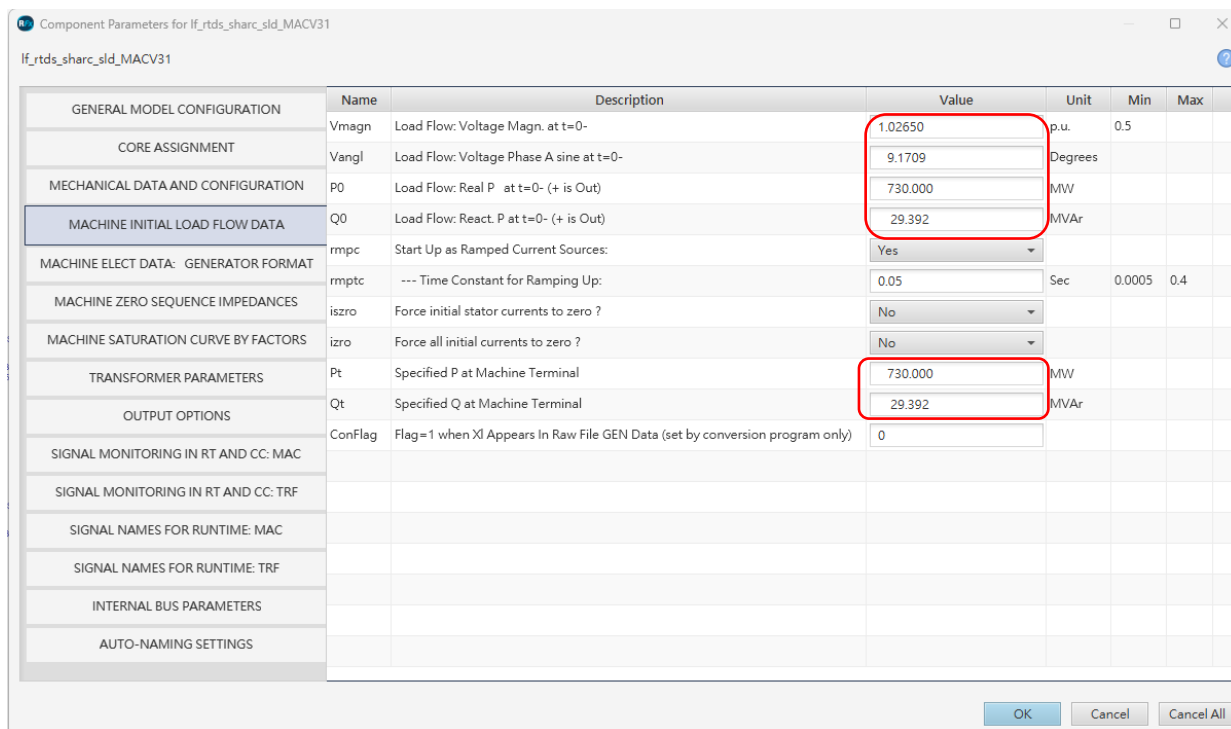 Component Parameters for lf_rtds_sharc_sld_MACV31
lf_rtds_sharc_sld_MACV31
GENERAL MODEL CONFIGURATION
CORE ASSIGNMENT
MECHANICAL DATA AND CONFIGURATION
MACHINE INITIAL LOAD FLOW DATA
MACHINE ELECT DATA: GENERATOR FORMAT
MACHINE ZERO SEQUENCE IMPEDANCES
MACHINE SATURATION CURVE BY FACTORS
TRANSFORMER PARAMETERS
OUTPUT OPTIONS
SIGNAL MONITORING IN RT AND CC: MAC
SIGNAL MONITORING IN RT AND CC: TRF
SIGNAL NAMES FOR RUNTIME: MAC
SIGNAL NAMES FOR RUNTIME: TRF
INTERNAL BUS PARAMETERS
AUTO-NAMING SETTINGS
Name Description Value Unit Min Max
Vmagn Load Flow: Voltage Magn. at t=0- 1.02650 p.u. 0.5
Vangl Load Flow: Voltage Phase A sine at t=0- 9.1709 Degrees
P0 Load Flow: Real P at t=0- (+ is Out) 730.000 MW
Q0 Load Flow: React. P at t=0- (+ is Out) 29.392 MVAr
rmpc Start Up as Ramped Current Sources: Yes
rmptc --- Time Constant for Ramping Up: 0.05 Sec 0.0005 0.4
iszro Force initial stator currents to zero ? No
izro Force all initial currents to zero ? No
Pt Specified P at Machine Terminal 730.000 MW
Qt Specified Q at Machine Terminal 29.392 MVAr
ConFlag Flag=1 when Xl Appears In Raw File GEN Data (set by conversion program only) 0
OK Cancel Cancel All